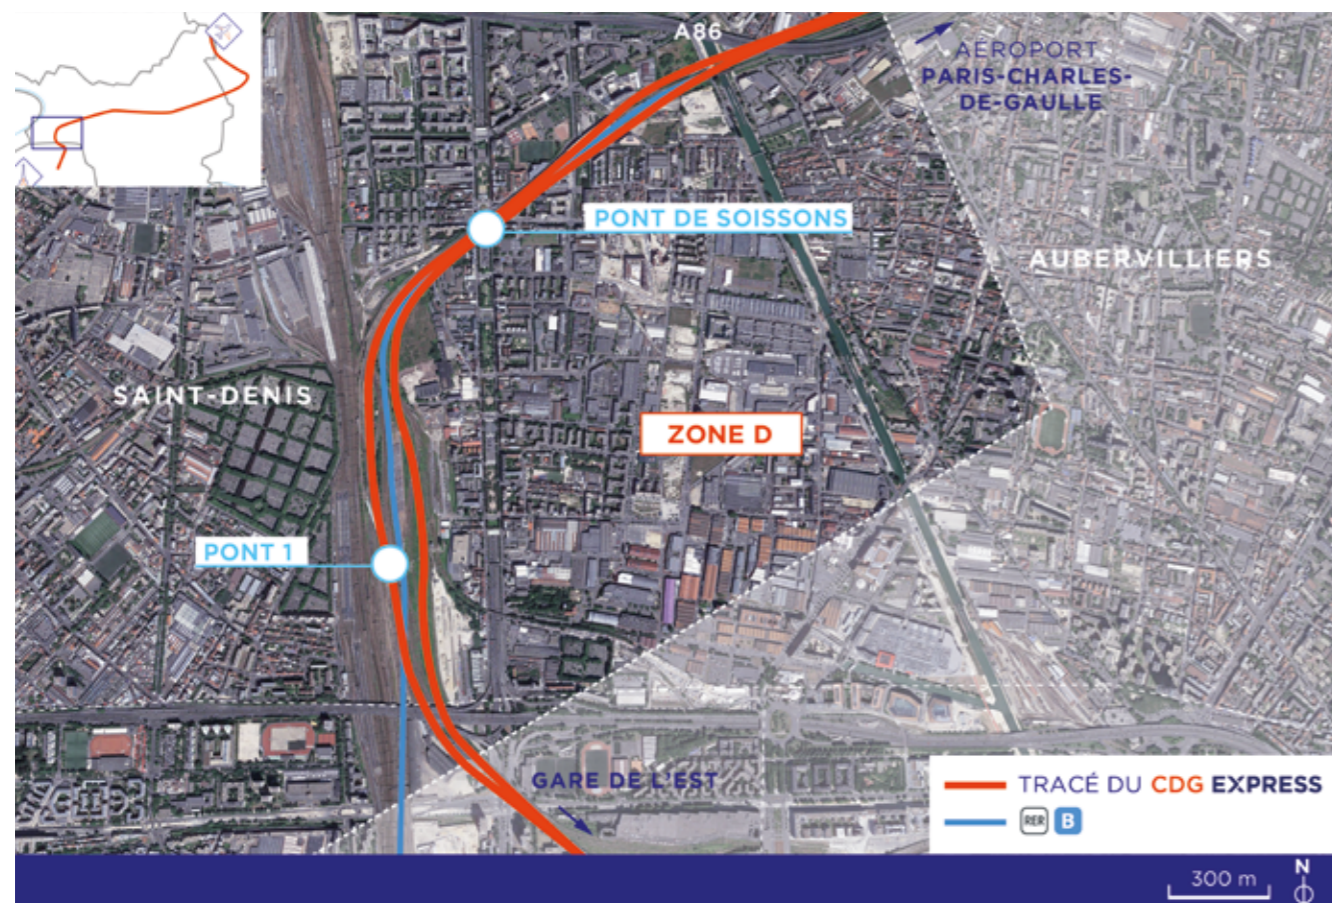 A86
AÉROPORT
PARIS-CHARLES-
DE-GAULLE
PONT DE SOISSONS
AUBERVILLIERS
SAINT-DENIS
ZONE D
PONT 1
GARE DE L'EST
TRACÉ DU CDG EXPRESS
RER B
300 m
N